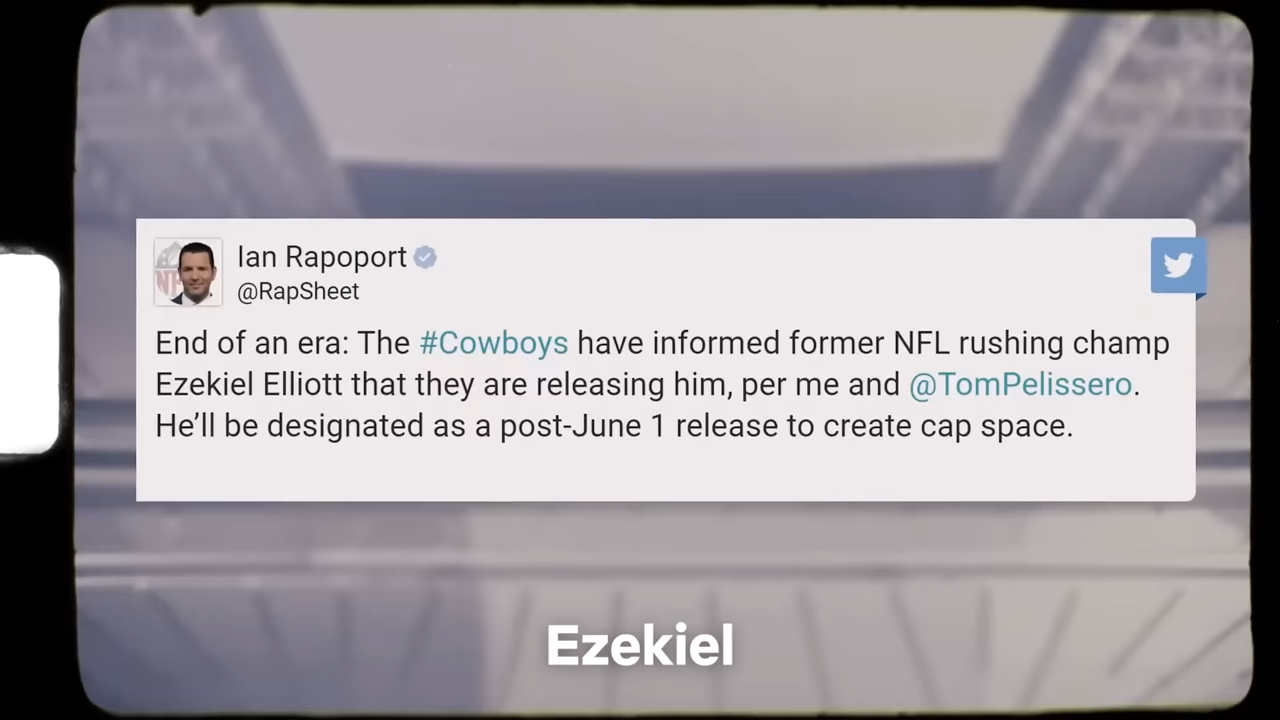 Ian Rapoport
@RapSheet
End of an era: The #Cowboys have informed former NFL rushing champ
Ezekiel Elliott that they are releasing him, per me and @TomPelissero.
He’ll be designated as a post-June 1 release to create cap space.
Ezekiel